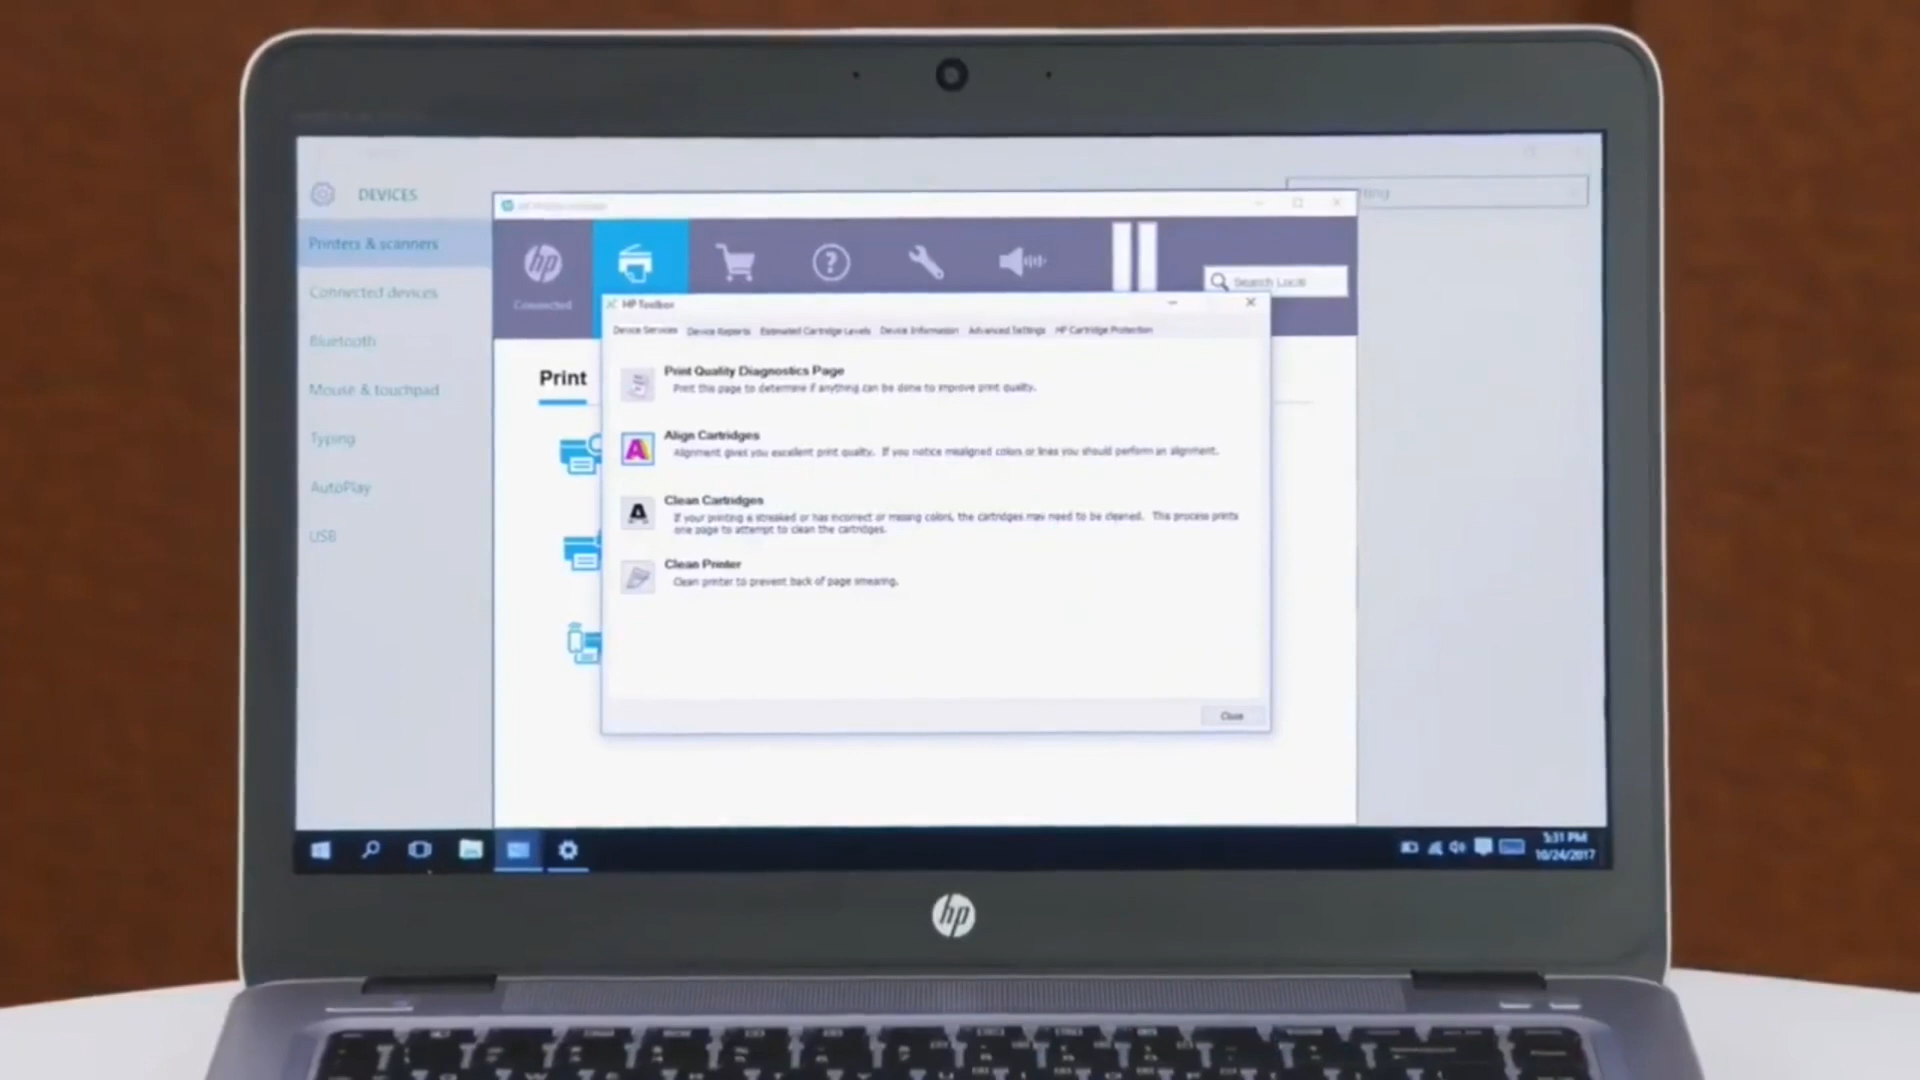 DEVICES
Printers & scanners
Connected devices
Bluetooth
Mouse & touchpad
Typing
AutoPlay
USB
hp
Connected
?
Search Local
Print
HP Toolbox
Device Services Device Reports Estimated Cartridge Levels Device Information Advanced Settings HP Cartridge Protection
Print Quality Diagnostics Page
Print this page to determine if anything can be done to improve print quality.
A
Align Cartridges
Alignment gives you excellent print quality. If you notice misaligned colors or lines you should perform an alignment.
A
Clean Cartridges
If your printing is streaked or has incorrect or missing colors, the cartridges may need to be cleaned. This process prints
one page to attempt to clean the cartridges.
Clean Printer
Clean printer to prevent back of page smearing.
Close
5:31 PM
10/24/2017
hp